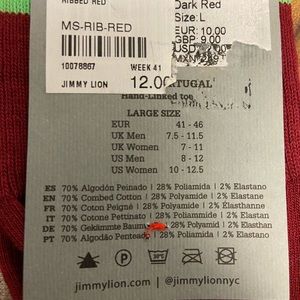 RIBBED RED
MS-RIB-RED
10078867
WEEK 41
JIMMY LION
12.00
Dark Red
Size: L
EUR: 10.00
GBP: 9.00
Hand-Linked toe
LARGE SIZE
EUR 41 - 46
UK Men 7.5 - 11.5
UK Women 7 - 11
US Men 8 - 12
US Women 10 - 12.5
ES 70% Algodón Peinado | 28% Poliamida | 2% Elastano
EN 70% Combed Cotton | 28% Polyamide | 2% Elastane
FR 70% Coton Peigné | 28% Polyamide | 2% Élasthanne
IT 70% Cotone Pettinato | 28% Poliammide | 2% Elastan
DE 70% Gekämmte Baum | 28% Polyamid | 2% Elastan
PT 70% Algodão Penteado | 28% Poliamida | 2% Elastano
30°C
jimmylion.com | @jimmylionnyc